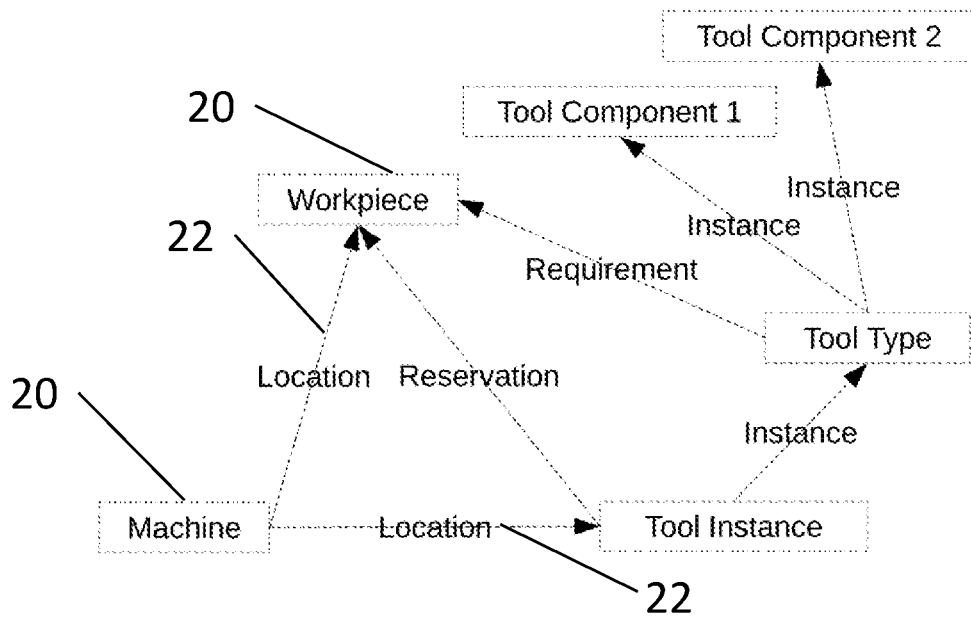 Tool Component 2
20
Tool Component 1
Workpiece
Instance
22
Instance
Requirement
Tool Type
Location
Reservation
20
Instance
Machine
Location
Tool Instance
22